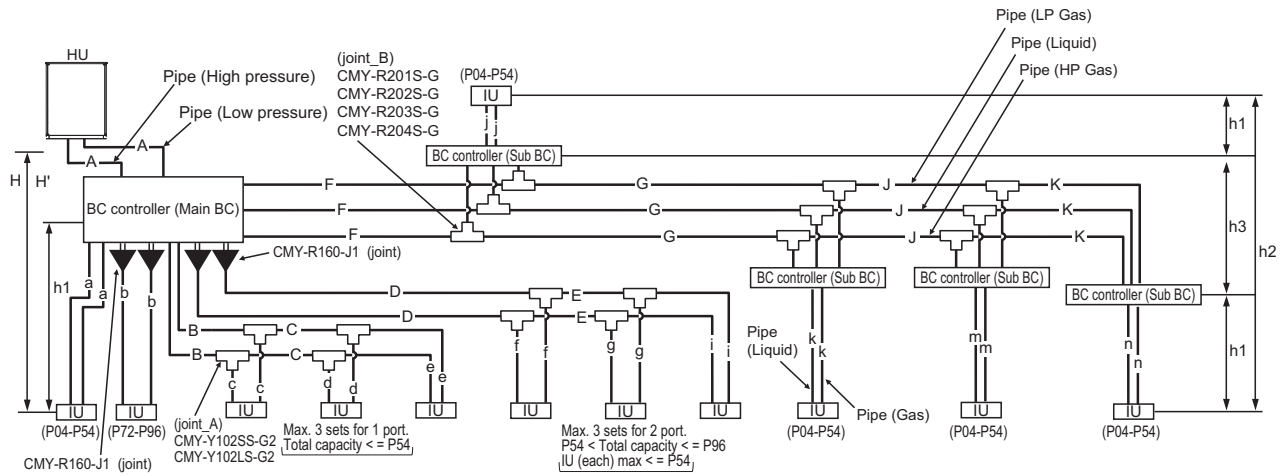 HU
Pipe (High pressure)
Pipe (Low pressure)
(joint_B)
CMY-R201S-G
CMY-R202S-G
CMY-R203S-G
CMY-R204S-G
(P04-P54)
IU
Pipe (LP Gas)
Pipe (Liquid)
Pipe (HP Gas)
j
j
h1
A
A
BC controller (Sub BC)
H
H'
F
G
J
K
BC controller (Main BC)
F
G
J
K
h3
h2
F
G
J
K
CMY-R160-J1 (joint)
BC controller (Sub BC)
BC controller (Sub BC)
BC controller (Sub BC)
h1
a
a
b
b
D
E
D
E
B
C
B
C
f
f
g
g
i
i
c
c
d
d
e
e
Pipe
(Liquid)
k
k
m
m
n
n
h1
Pipe (Gas)
IU
IU
IU
IU
IU
IU
IU
IU
IU
IU
IU
(P04-P54)
(P72-P96)
(joint_A)
CMY-Y102SS-G2
CMY-Y102LS-G2
Max. 3 sets for 1 port.
Total capacity <= P54
Max. 3 sets for 2 port.
P54 < Total capacity <= P96
IU (each) max <= P54
(P04-P54)
(P04-P54)
(P04-P54)
CMY-R160-J1 (joint)